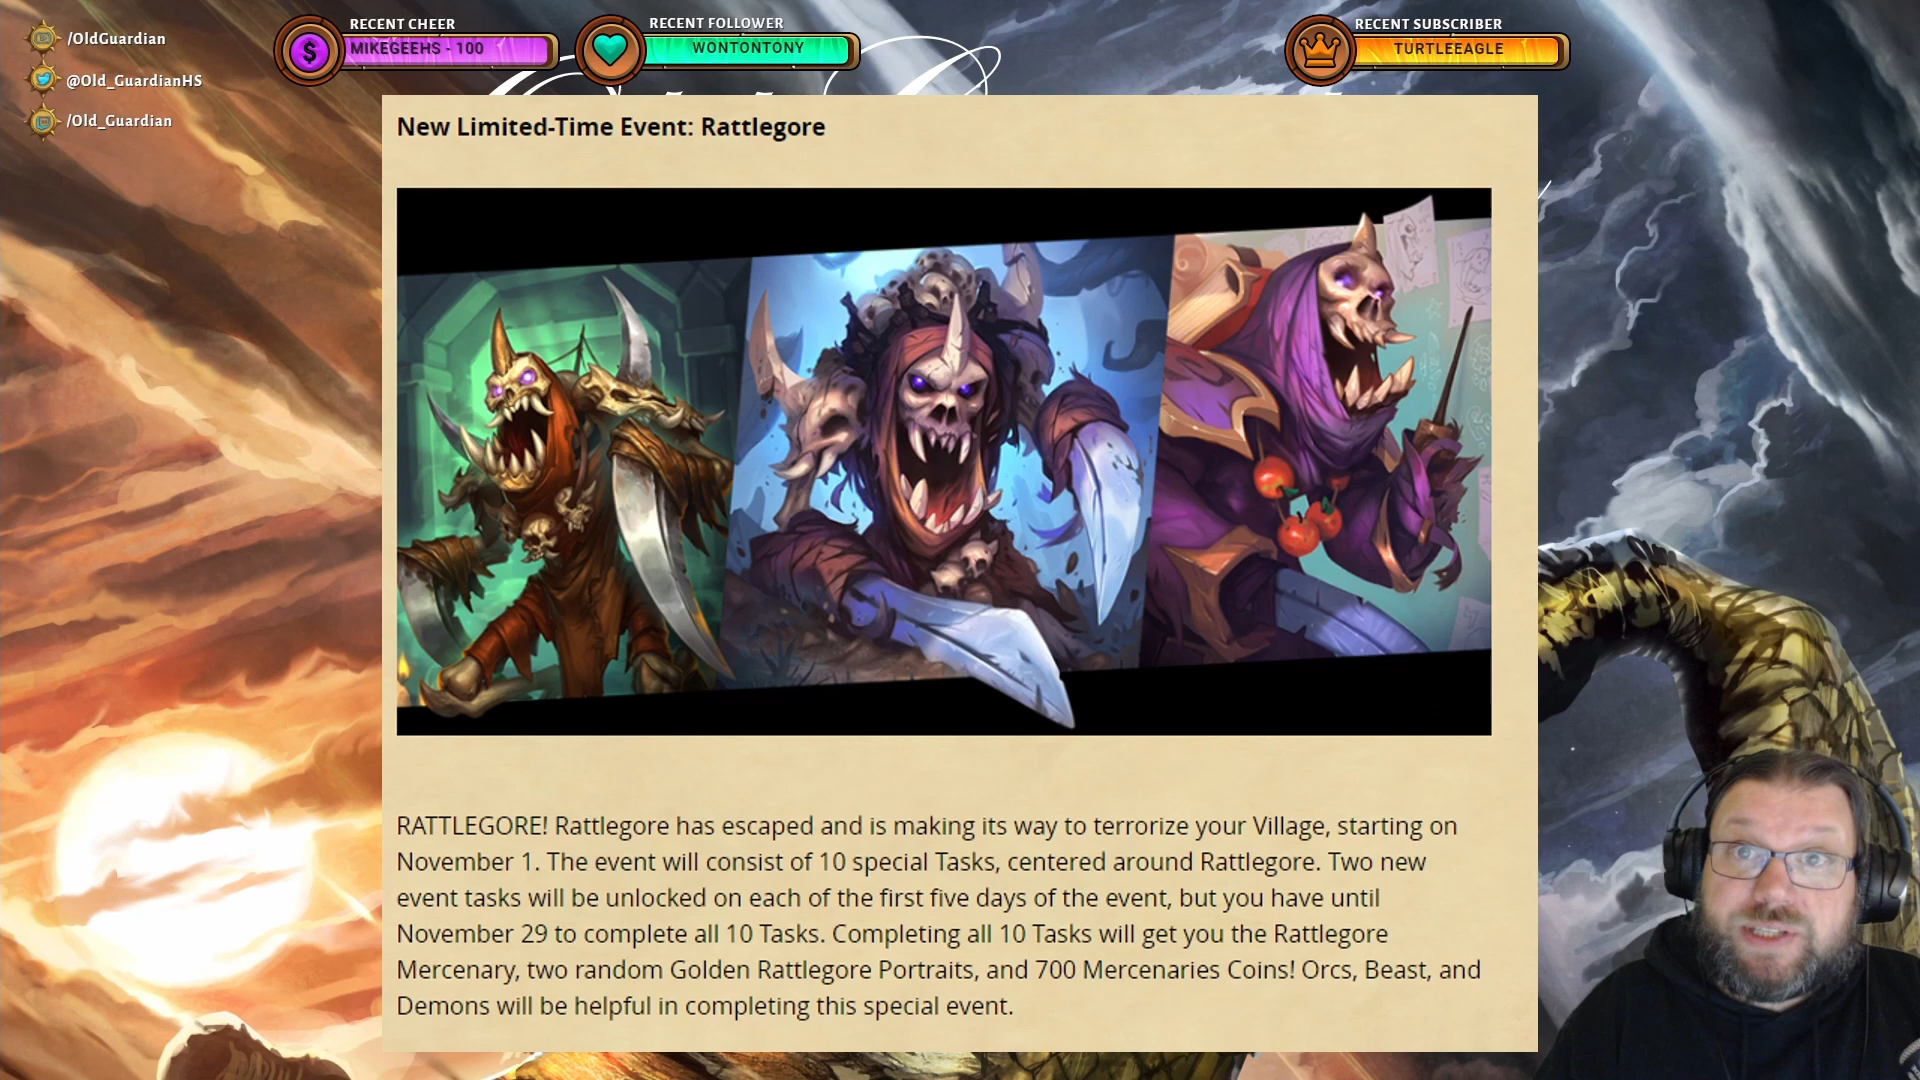 /OldGuardian
@Old_GuardianHS
/Old_Guardian
RECENT CHEER
MIKEGEEHS - 100
RECENT FOLLOWER
WONTONTONY
RECENT SUBSCRIBER
TURTLEEAGLE
New Limited-Time Event: Rattlegore
RATTLEGORE! Rattlegore has escaped and is making its way to terrorize your Village, starting on
November 1. The event will consist of 10 special Tasks, centered around Rattlegore. Two new
event tasks will be unlocked on each of the first five days of the event, but you have until
November 29 to complete all 10 Tasks. Completing all 10 Tasks will get you the Rattlegore
Mercenary, two random Golden Rattlegore Portraits, and 700 Mercenaries Coins! Orcs, Beast, and
Demons will be helpful in completing this special event.